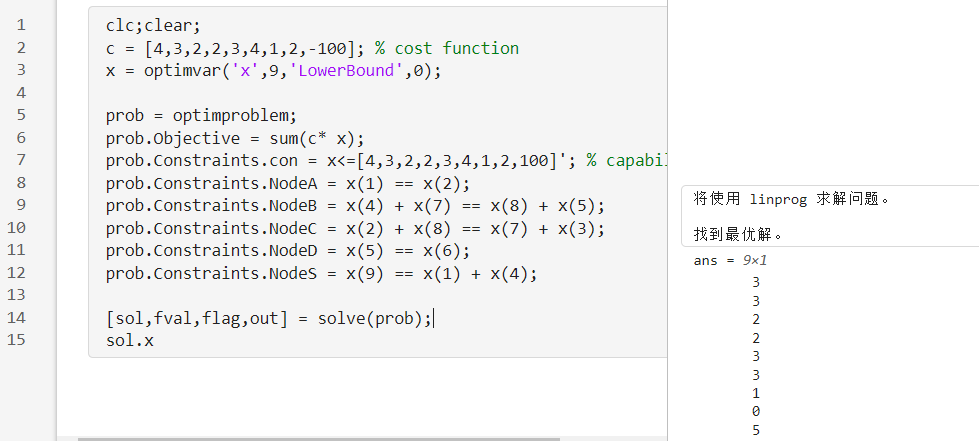 1 clc;clear;
2 c = [4,3,2,2,3,4,1,2,-100]; % cost function
3 x = optimvar('x',9,'LowerBound',0);
4
5 prob = optimproblem;
6 prob.Objective = sum(c* x);
7 prob.Constraints.con = x<=[4,3,2,2,3,4,1,2,100]'; % capabil
8 prob.Constraints.NodeA = x(1) == x(2);
9 prob.Constraints.NodeB = x(4) + x(7) == x(8) + x(5);
10 prob.Constraints.NodeC = x(2) + x(8) == x(7) + x(3);
11 prob.Constraints.NodeD = x(5) == x(6);
12 prob.Constraints.NodeS = x(9) == x(1) + x(4);
13
14 [sol,fval,flag,out] = solve(prob);
15 sol.x
将使用 linprog 求解问题。
找到最优解。
ans = 9×1
3
3
2
2
3
3
1
0
5